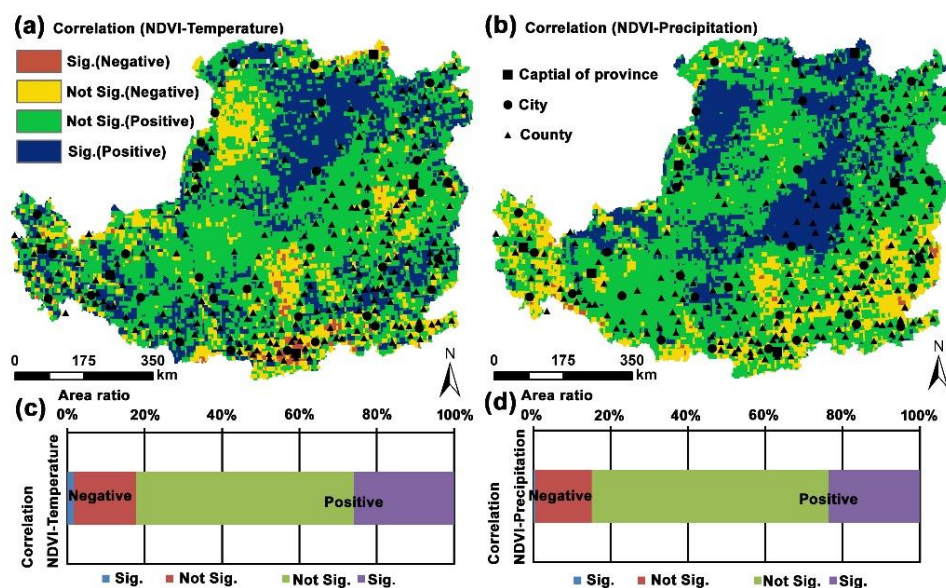 (a) Correlation (NDVI-Temperature)
Sig.(Negative)
Not Sig.(Negative)
Not Sig.(Positive)
Sig.(Positive)
0 175 350
km
N
(b) Correlation (NDVI-Precipitation)
Captial of province
City
County
0 175 350
km
N
(c) Area ratio
0% 20% 40% 60% 80% 100%
Correlation
NDVI-Temperature
Negative
Positive
Sig. Not Sig. Not Sig. Sig.
(d) Area ratio
0% 20% 40% 60% 80% 100%
Correlation
NDVI-Precipitation
Negative
Positive
Sig. Not Sig. Not Sig. Sig.